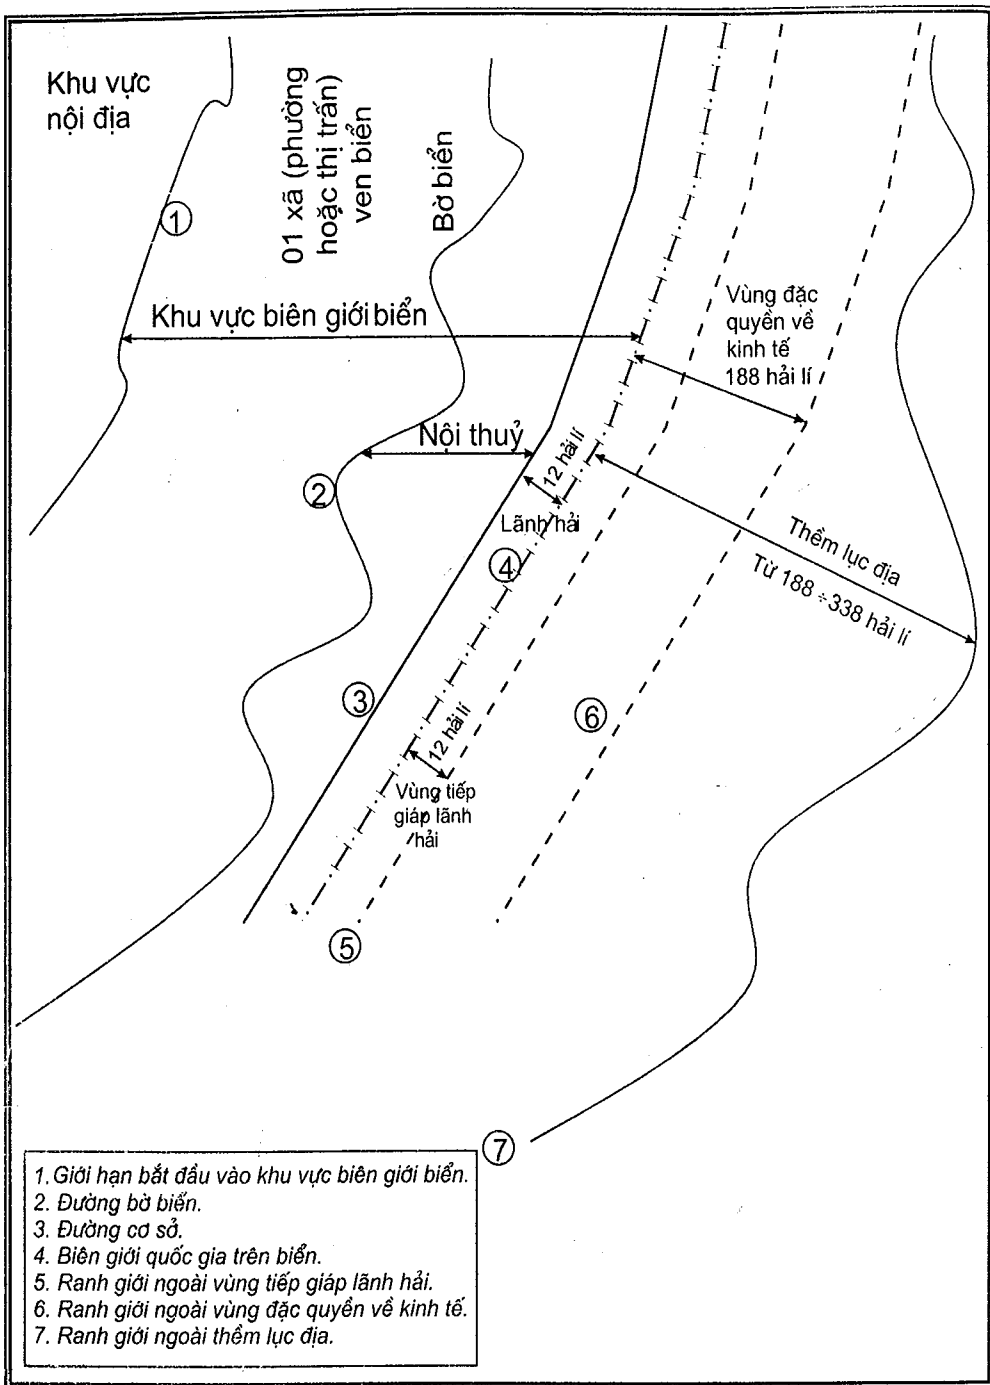 Khu vực
nội địa
01 xã (phường
hoặc thị trấn)
ven biển
Bờ biển
1
Khu vực biên giới biển
Vùng đặc
quyền về
kinh tế
188 hải lí
Nội thuỷ
12 hải lí
2
Lãnh hải
4
Thềm lục địa
Từ 188 ÷ 338 hải lí
3
6
12 hải lí
Vùng tiếp
giáp lãnh
hải
5
7
1. Giới hạn bắt đầu vào khu vực biên giới biển.
2. Đường bờ biển.
3. Đường cơ sở.
4. Biên giới quốc gia trên biển.
5. Ranh giới ngoài vùng tiếp giáp lãnh hải.
6. Ranh giới ngoài vùng đặc quyền về kinh tế.
7. Ranh giới ngoài thềm lục địa.